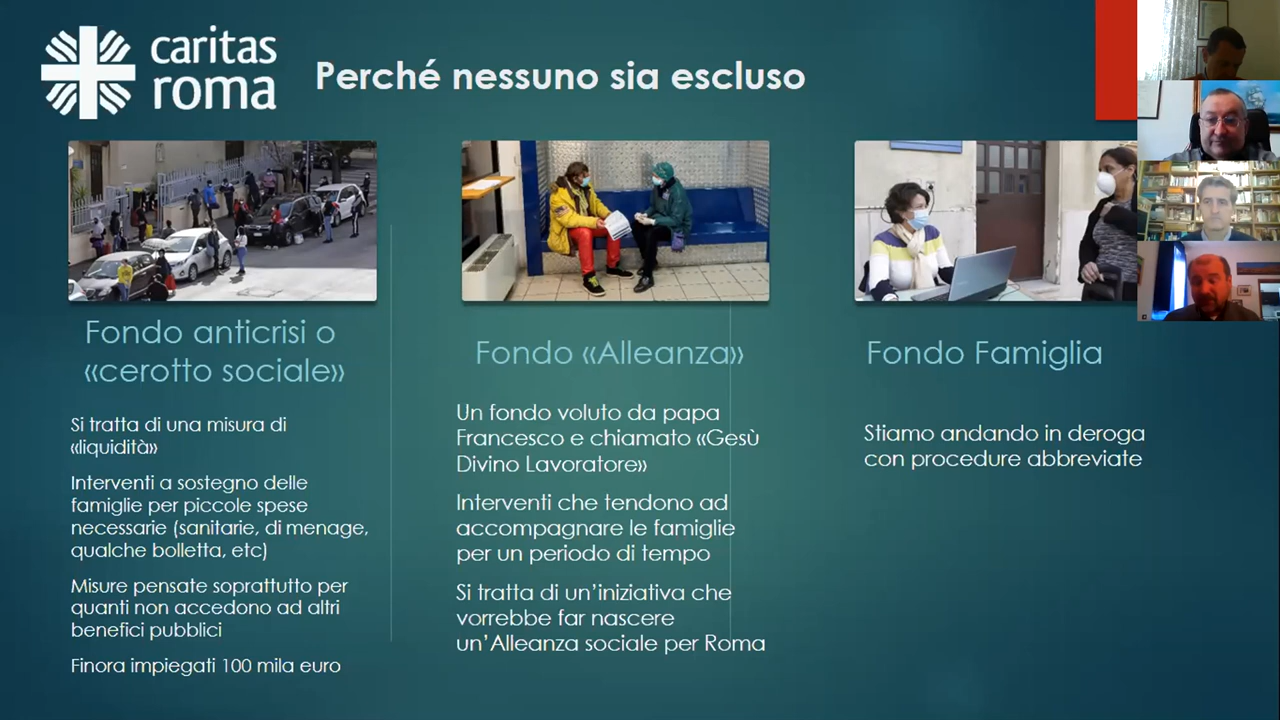 caritas
roma
Perché nessuno sia escluso
Fondo anticrisi o
«cerotto sociale»
Si tratta di una misura di
«liquidità»
Interventi a sostegno delle
famiglie per piccole spese
necessarie (sanitarie, di menage,
qualche bolletta, etc)
Misure pensate soprattutto per
quanti non accedono ad altri
benefici pubblici
Finora impiegati 100 mila euro
Fondo «Alleanza»
Un fondo voluto da papa
Francesco e chiamato «Gesù
Divino Lavoratore»
Interventi che tendono ad
accompagnare le famiglie
per un periodo di tempo
Si tratta di un’iniziativa che
vorrebbe far nascere
un’Alleanza sociale per Roma
Fondo Famiglia
Stiamo andando in deroga
con procedure abbreviate